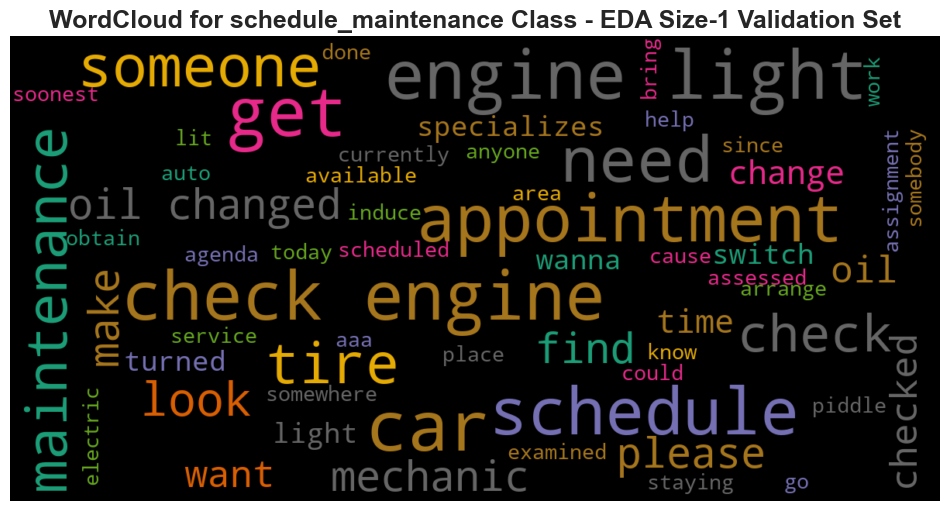 WordCloud for schedule_maintenance Class - EDA Size-1 Validation Set
someone
done
engine light
bring
work
soonest
get
specializes
help
lit
currently
anyone
need
since
change
auto
available
area
assignment
somebody
maintenance
oil changed
induce
appointment
obtain
agenda
today
scheduled
wanna
cause
switch
assessed
arrange
oil
make
check engine
service
aaa
time
check
turned
tire
place
find
know
could
look
somewhere
car
schedule
piddle
checked
electric
light
examined
please
want
mechanic
staying
go